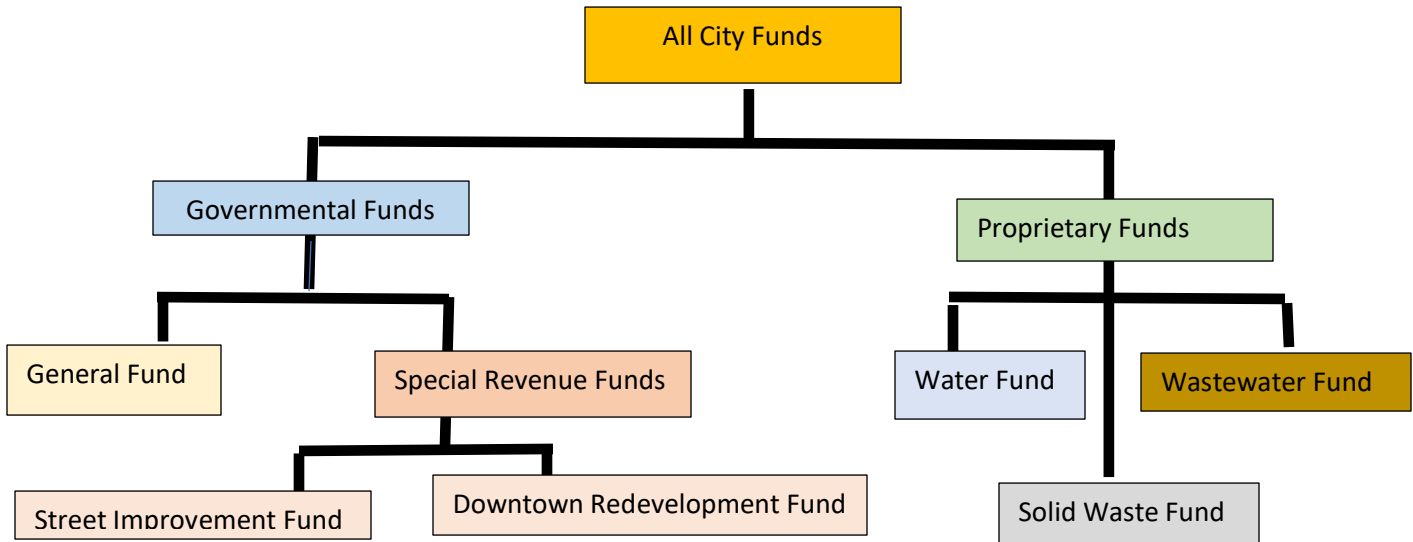 All City Funds
Governmental Funds
Proprietary Funds
General Fund
Special Revenue Funds
Water Fund
Wastewater Fund
Street Improvement Fund
Downtown Redevelopment Fund
Solid Waste Fund